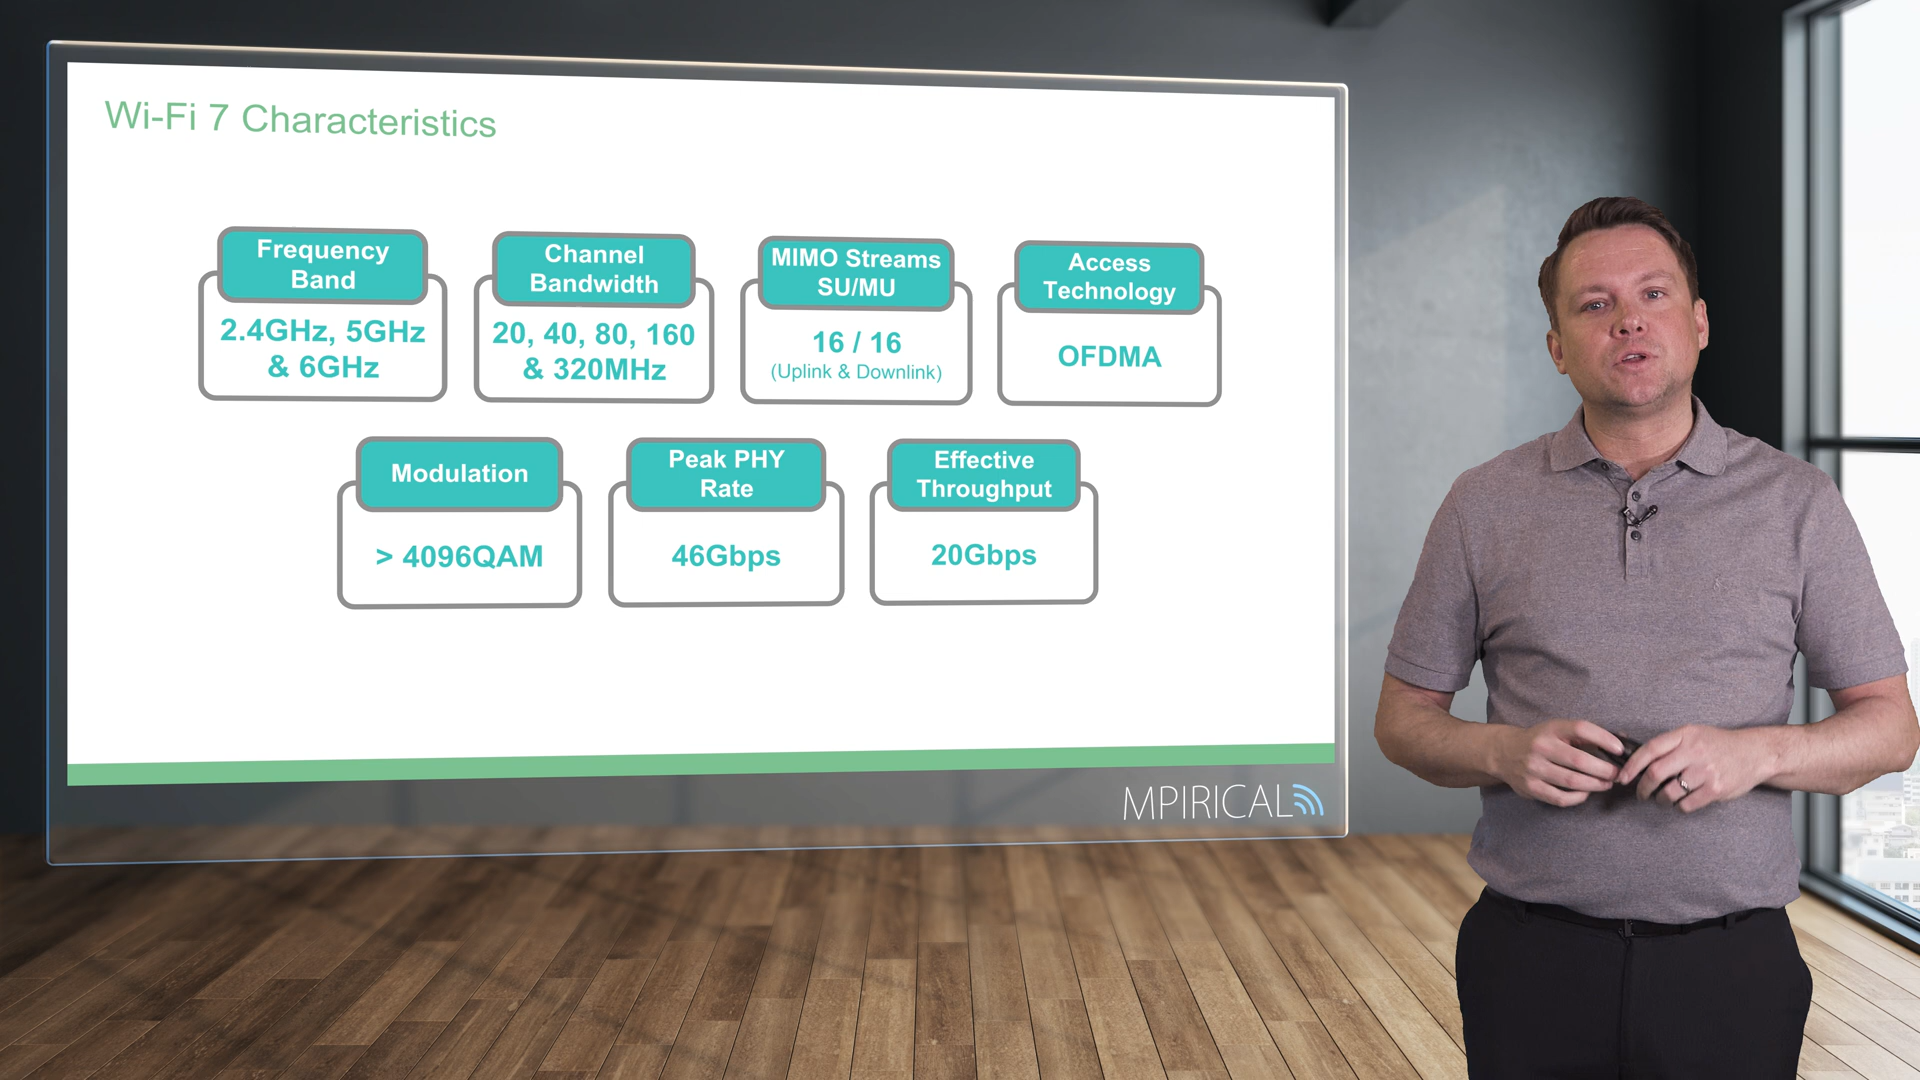 Wi-Fi 7 Characteristics
Frequency
Band
2.4GHz, 5GHz
& 6GHz
Channel
Bandwidth
20, 40, 80, 160
& 320MHz
MIMO Streams
SU/MU
16 / 16
(Uplink & Downlink)
Access
Technology
OFDMA
Modulation
> 4096QAM
Peak PHY
Rate
46Gbps
Effective
Throughput
20Gbps
MPIRICAL